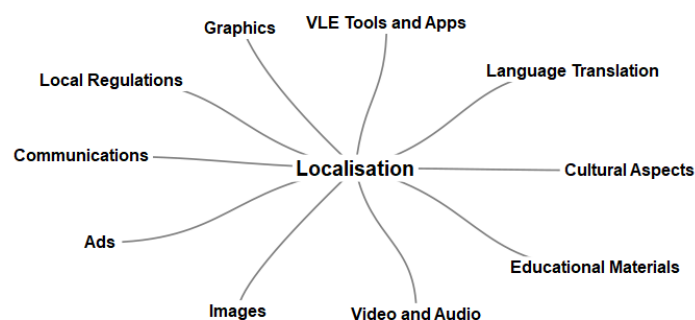 VLE Tools and Apps
Graphics
Language Translation
Local Regulations
Communications
Localisation
Cultural Aspects
Ads
Educational Materials
Images
Video and Audio